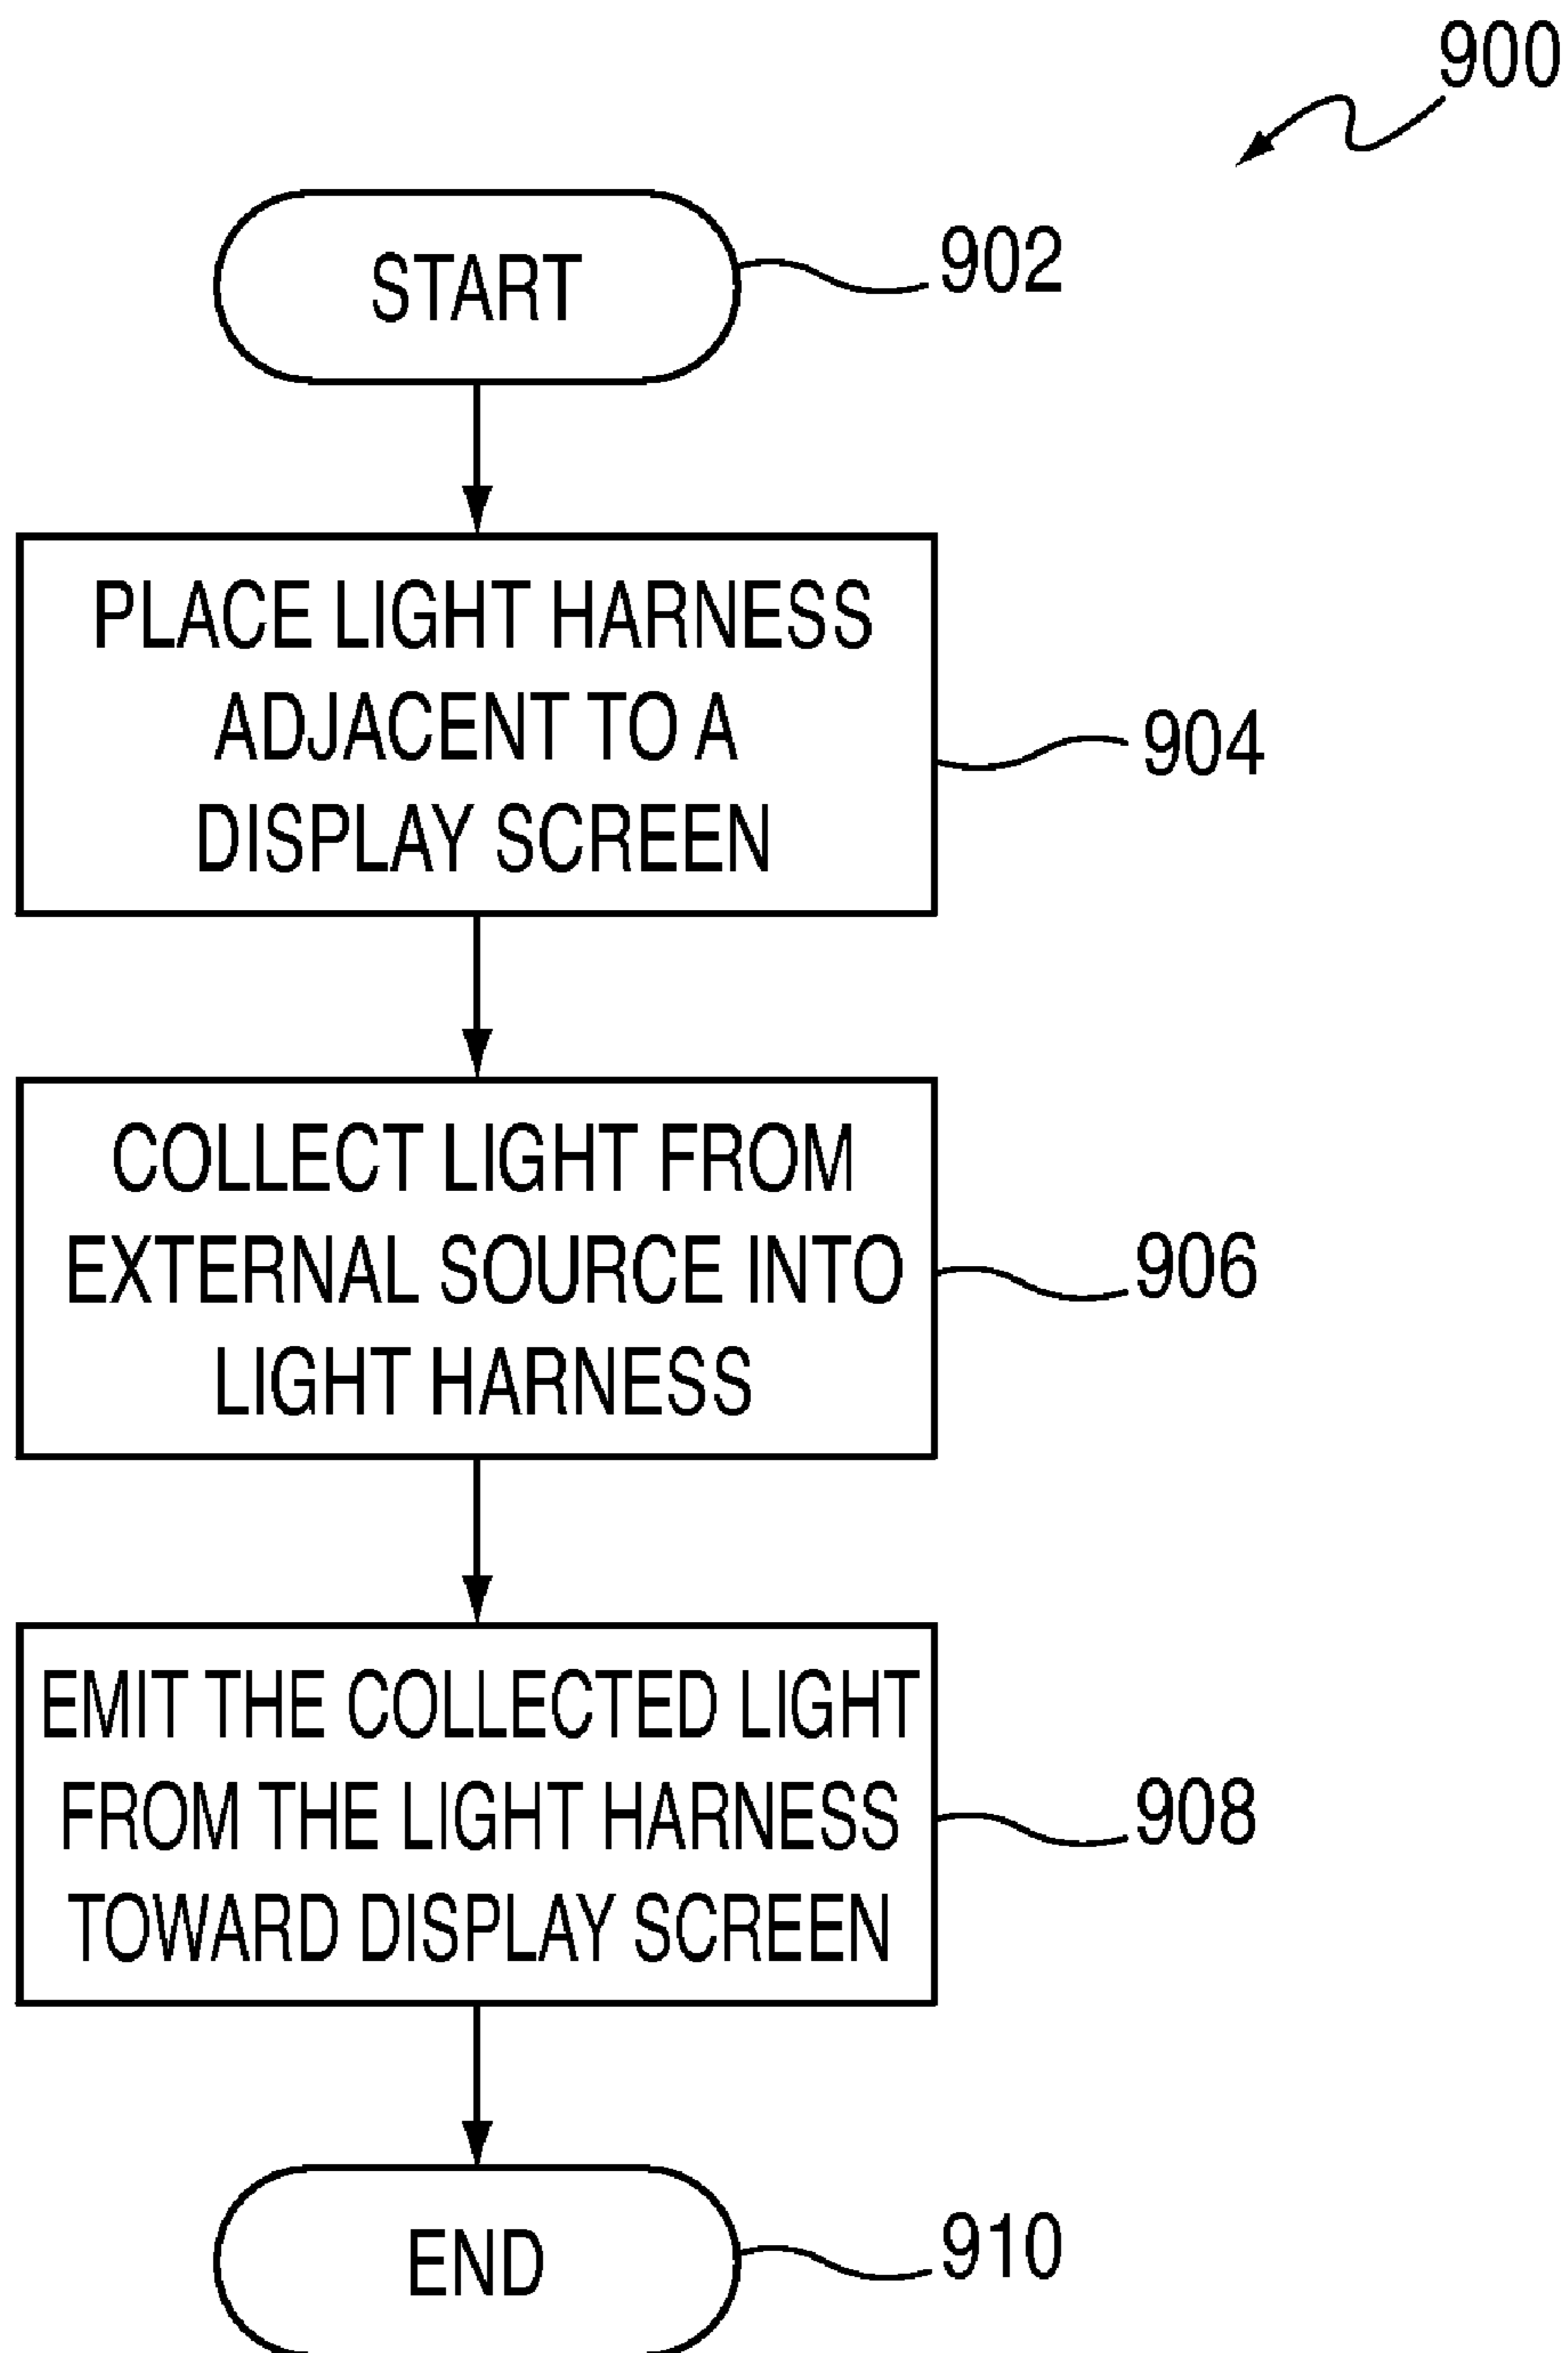 900
START
902
PLACE LIGHT HARNESS
ADJACENT TO A
DISPLAY SCREEN
904
COLLECT LIGHT FROM
EXTERNAL SOURCE INTO
LIGHT HARNESS
906
EMIT THE COLLECTED LIGHT
FROM THE LIGHT HARNESS
TOWARD DISPLAY SCREEN
908
END
910